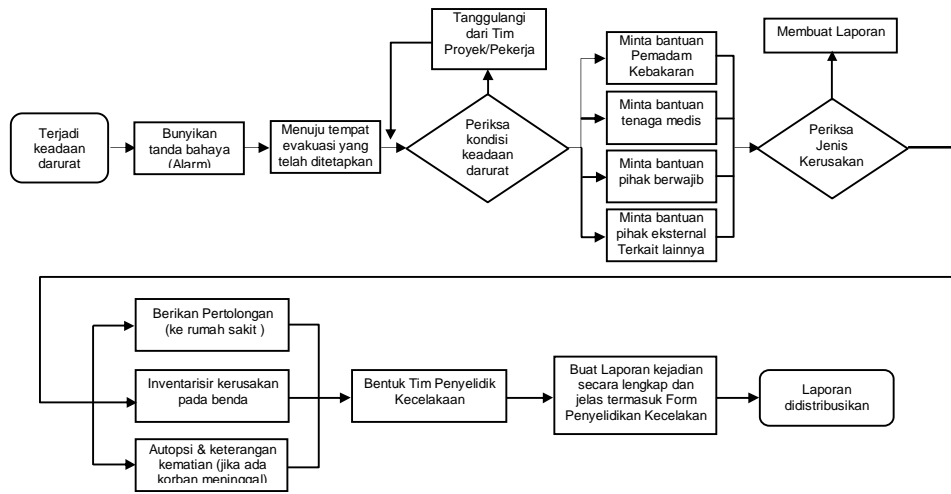 Terjadi
keadaan
darurat
Bunyikan
tanda bahaya
(Alarm)
Menuju tempat
evakuasi yang
telah ditetapkan
Tanggulangi
dari Tim
Proyek/Pekerja
Periksa
kondisi
keadaan
darurat
Minta bantuan
Pemadam
Kebakaran
Minta bantuan
tenaga medis
Minta bantuan
pihak berwajib
Minta bantuan
pihak eksternal
Terkait lainnya
Membuat Laporan
Periksa
Jenis
Kerusakan
Berikan Pertolongan
(ke rumah sakit )
Inventarisir kerusakan
pada benda
Autopsi & keterangan
kematian (jika ada
korban meninggal)
Bentuk Tim Penyelidik
Kecelakaan
Buat Laporan kejadian
secara lengkap dan
jelas termasuk Form
Penyelidikan Kecelakan
Laporan
didistribusikan